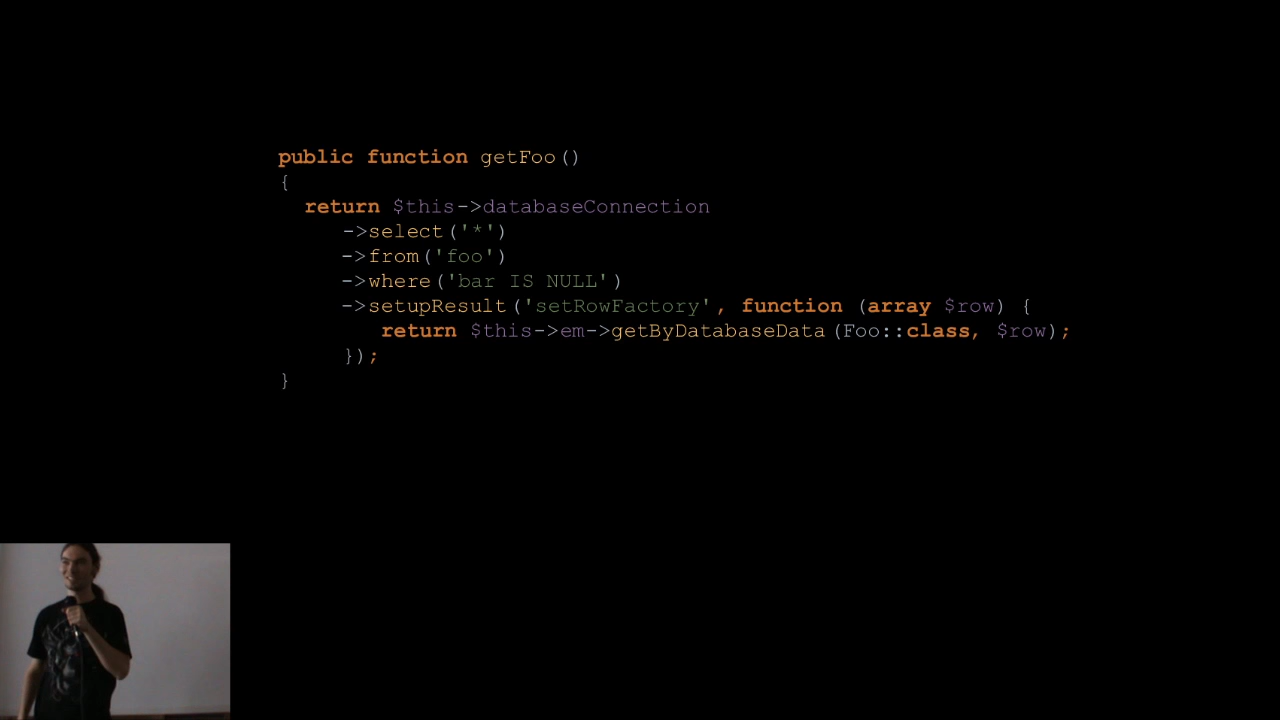 public function getFoo()
{
return $this->databaseConnection
->select('*')
->from('foo')
->where('bar IS NULL')
->setupResult('setRowFactory', function (array $row) {
return $this->em->getByDatabaseData(Foo::class, $row);
});
}